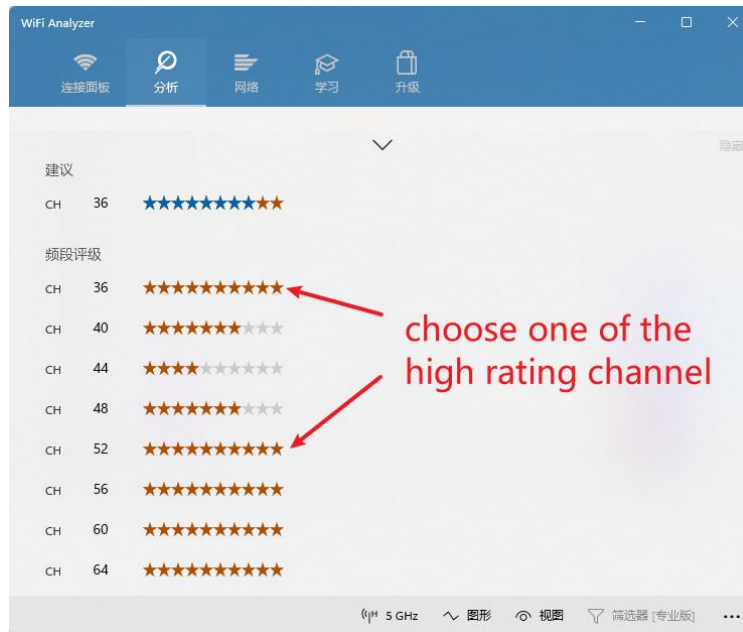 WiFi Analyzer
连接面板
分析
网络
学习
升级
隐藏
建议
CH 36 ★★★★★★★★★★
频段评级
CH 36 ★★★★★★★★★★
CH 40 ★★★★★★★★★★
CH 44 ★★★★★★★★★★
CH 48 ★★★★★★★★★★
CH 52 ★★★★★★★★★★
CH 56 ★★★★★★★★★★
CH 60 ★★★★★★★★★★
CH 64 ★★★★★★★★★★
choose one of the
high rating channel
5 GHz 图形 视图 筛选器 [专业版] ...